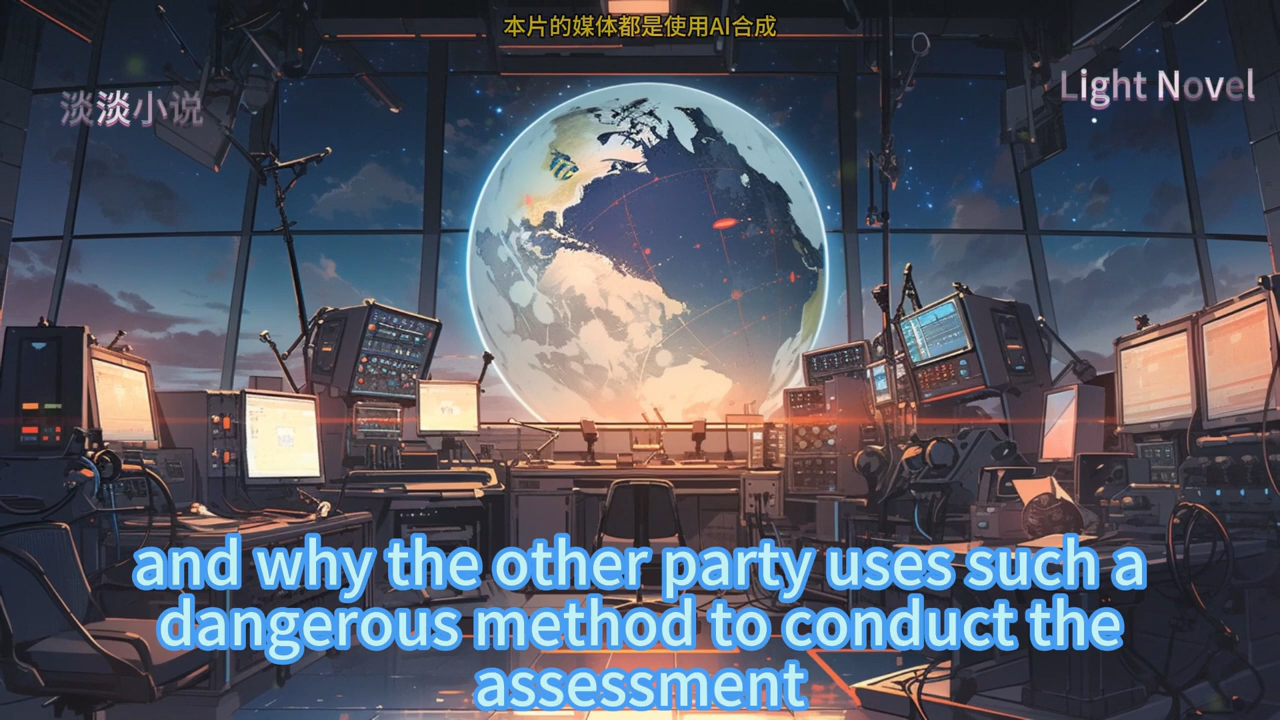 本片的媒体都是使用AI合成
淡淡小说
Light Novel
and why the other party uses such a
dangerous method to conduct the
assessment